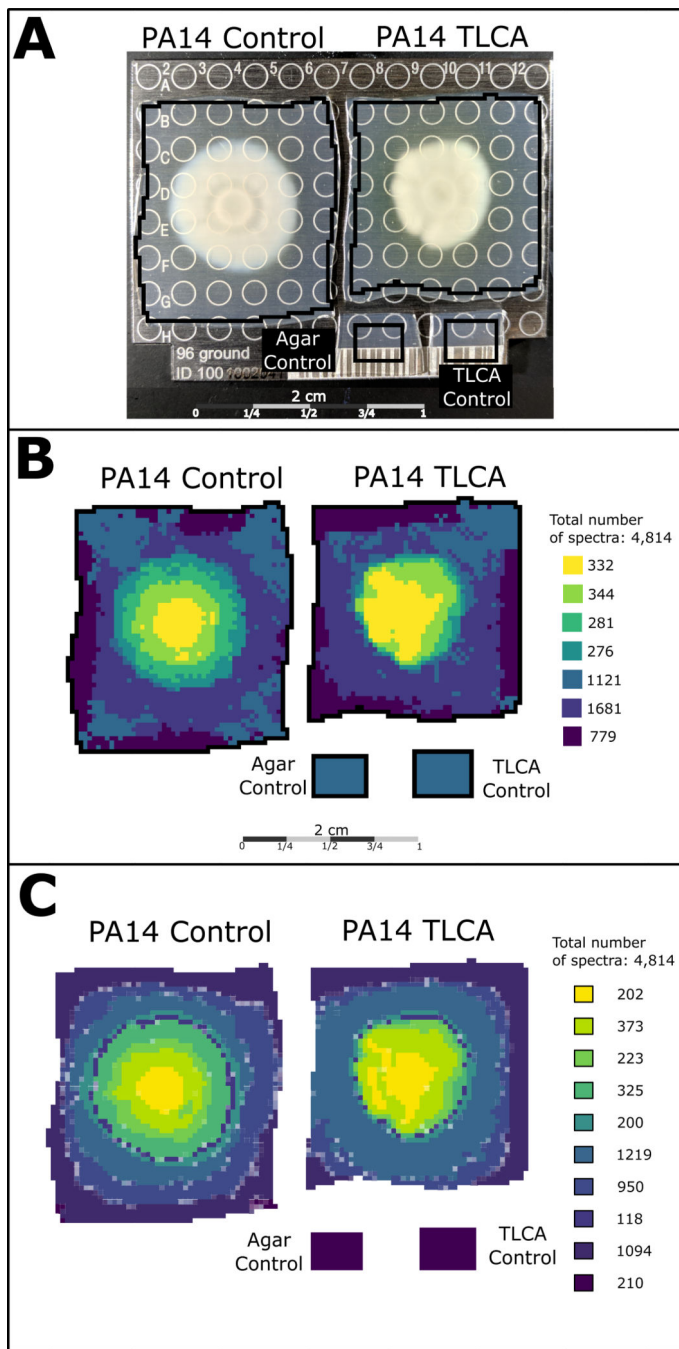 A
PA14 Control
PA14 TLCA
1 2 3 4 5 6 7 8 9 10 11 12
A
B
C
D
E
F
G
H
Agar
Control
96 ground
ID 100
TLCA
Control
2 cm
0 1/4 1/2 3/4 1
B
PA14 Control
PA14 TLCA
Total number
of spectra: 4,814
332
344
281
276
1121
1681
779
Agar
Control
TLCA
Control
2 cm
0 1/4 1/2 3/4 1
C
PA14 Control
PA14 TLCA
Total number
of spectra: 4,814
202
373
223
325
200
1219
950
118
1094
210
Agar
Control
TLCA
Control